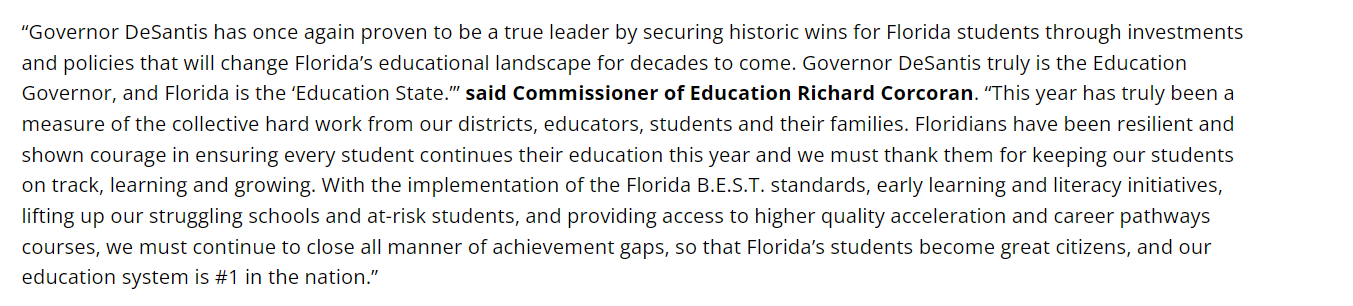 “Governor DeSantis has once again proven to be a true leader by securing historic wins for Florida students through investments
and policies that will change Florida’s educational landscape for decades to come. Governor DeSantis truly is the Education
Governor, and Florida is the ‘Education State.’” said Commissioner of Education Richard Corcoran. “This year has truly been a
measure of the collective hard work from our districts, educators, students and their families. Floridians have been resilient and
shown courage in ensuring every student continues their education this year and we must thank them for keeping our students
on track, learning and growing. With the implementation of the Florida B.E.S.T. standards, early learning and literacy initiatives,
lifting up our struggling schools and at-risk students, and providing access to higher quality acceleration and career pathways
courses, we must continue to close all manner of achievement gaps, so that Florida’s students become great citizens, and our
education system is #1 in the nation.”